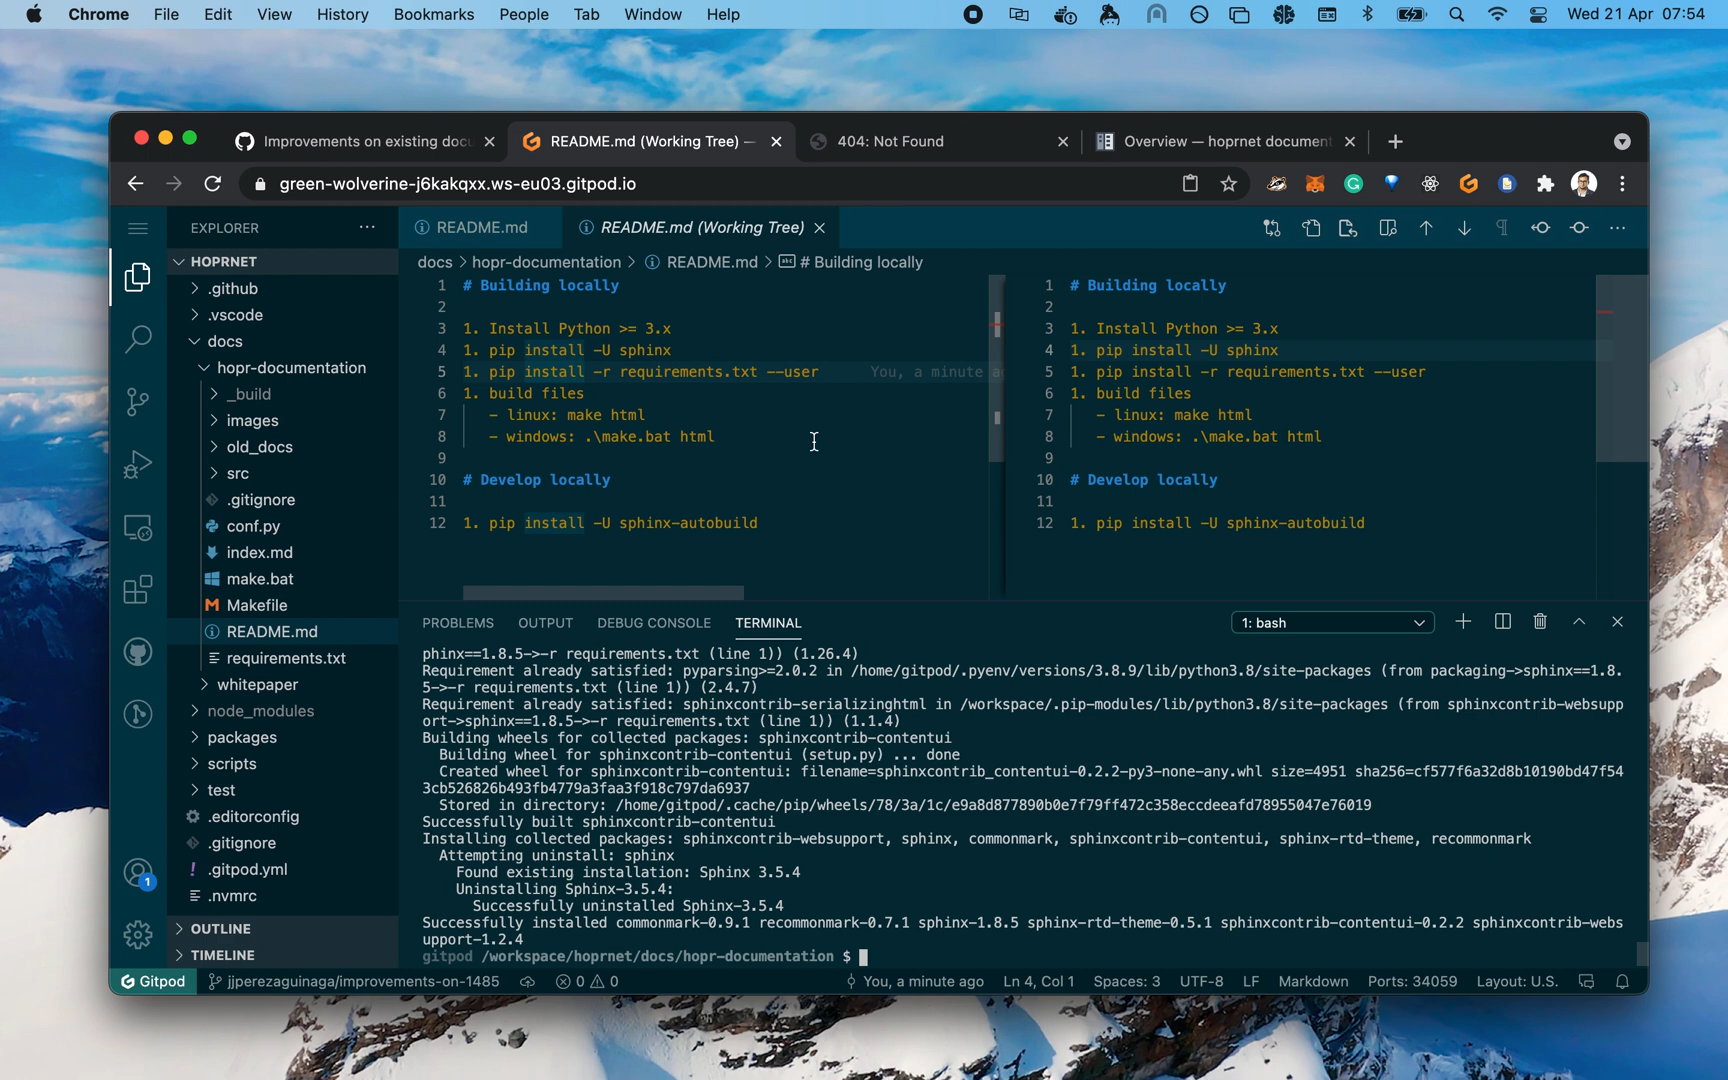 Chrome File Edit View History Bookmarks People Tab Window Help Wed 21 Apr 07:54
Improvements on existing docu README.md (Working Tree) — 404: Not Found Overview — hoprnet document
green-wolverine-j6kakqxx.ws-eu03.gitpod.io
EXPLORER
HOPRNET
.github
.vscode
docs
hopr-documentation
_build
images
old_docs
src
.gitignore
conf.py
index.md
make.bat
Makefile
README.md
requirements.txt
whitepaper
node_modules
packages
scripts
test
.editorconfig
.gitignore
.gitpod.yml
.nvmrc
OUTLINE
TIMELINE
1
README.md README.md (Working Tree)
docs > hopr-documentation > README.md > # Building locally
1 # Building locally
2
3 1. Install Python >= 3.x
4 1. pip install -U sphinx
5 1. pip install -r requirements.txt --user You, a minute a
6 1. build files
7 - linux: make html
8 - windows: .\make.bat html
9
10 # Develop locally
11
12 1. pip install -U sphinx-autobuild
1 # Building locally
2
3 1. Install Python >= 3.x
4 1. pip install -U sphinx
5 1. pip install -r requirements.txt --user
6 1. build files
7 - linux: make html
8 - windows: .\make.bat html
9
10 # Develop locally
11
12 1. pip install -U sphinx-autobuild
PROBLEMS OUTPUT DEBUG CONSOLE TERMINAL 1: bash
phinx==1.8.5->-r requirements.txt (line 1)) (1.26.4)
Requirement already satisfied: pyparsing>=2.0.2 in /home/gitpod/.pyenv/versions/3.8.9/lib/python3.8/site-packages (from packaging->sphinx==1.8.
5->-r requirements.txt (line 1)) (2.4.7)
Requirement already satisfied: sphinxcontrib-serializinghtml in /workspace/.pip-modules/lib/python3.8/site-packages (from sphinxcontrib-websupp
ort->sphinx==1.8.5->-r requirements.txt (line 1)) (1.1.4)
Building wheels for collected packages: sphinxcontrib-contentui
Building wheel for sphinxcontrib-contentui (setup.py) ... done
Created wheel for sphinxcontrib-contentui: filename=sphinxcontrib_contentui-0.2.2-py3-none-any.whl size=4951 sha256=cf577f6a32d8b10190bd47f54
3cb526826b493fb4779a3faa3f918c797da6937
Stored in directory: /home/gitpod/.cache/pip/wheels/78/3a/1c/e9a8d877890b0e7f79ff472c358eccdeeafd78955047e76019
Successfully built sphinxcontrib-contentui
Installing collected packages: sphinxcontrib-websupport, sphinx, commonmark, sphinxcontrib-contentui, sphinx-rtd-theme, recommonmark
Attempting uninstall: sphinx
Found existing installation: Sphinx 3.5.4
Uninstalling Sphinx-3.5.4:
Successfully uninstalled Sphinx-3.5.4
Successfully installed commonmark-0.9.1 recommonmark-0.7.1 sphinx-1.8.5 sphinx-rtd-theme-0.5.1 sphinxcontrib-contentui-0.2.2 sphinxcontrib-webs
upport-1.2.4
gitpod /workspace/hoprnet/docs/hopr-documentation $
Gitpod jjperezaguinaga/improvements-on-1485 0 0 You, a minute ago Ln 4, Col 1 Spaces: 3 UTF-8 LF Markdown Ports: 34059 Layout: U.S.